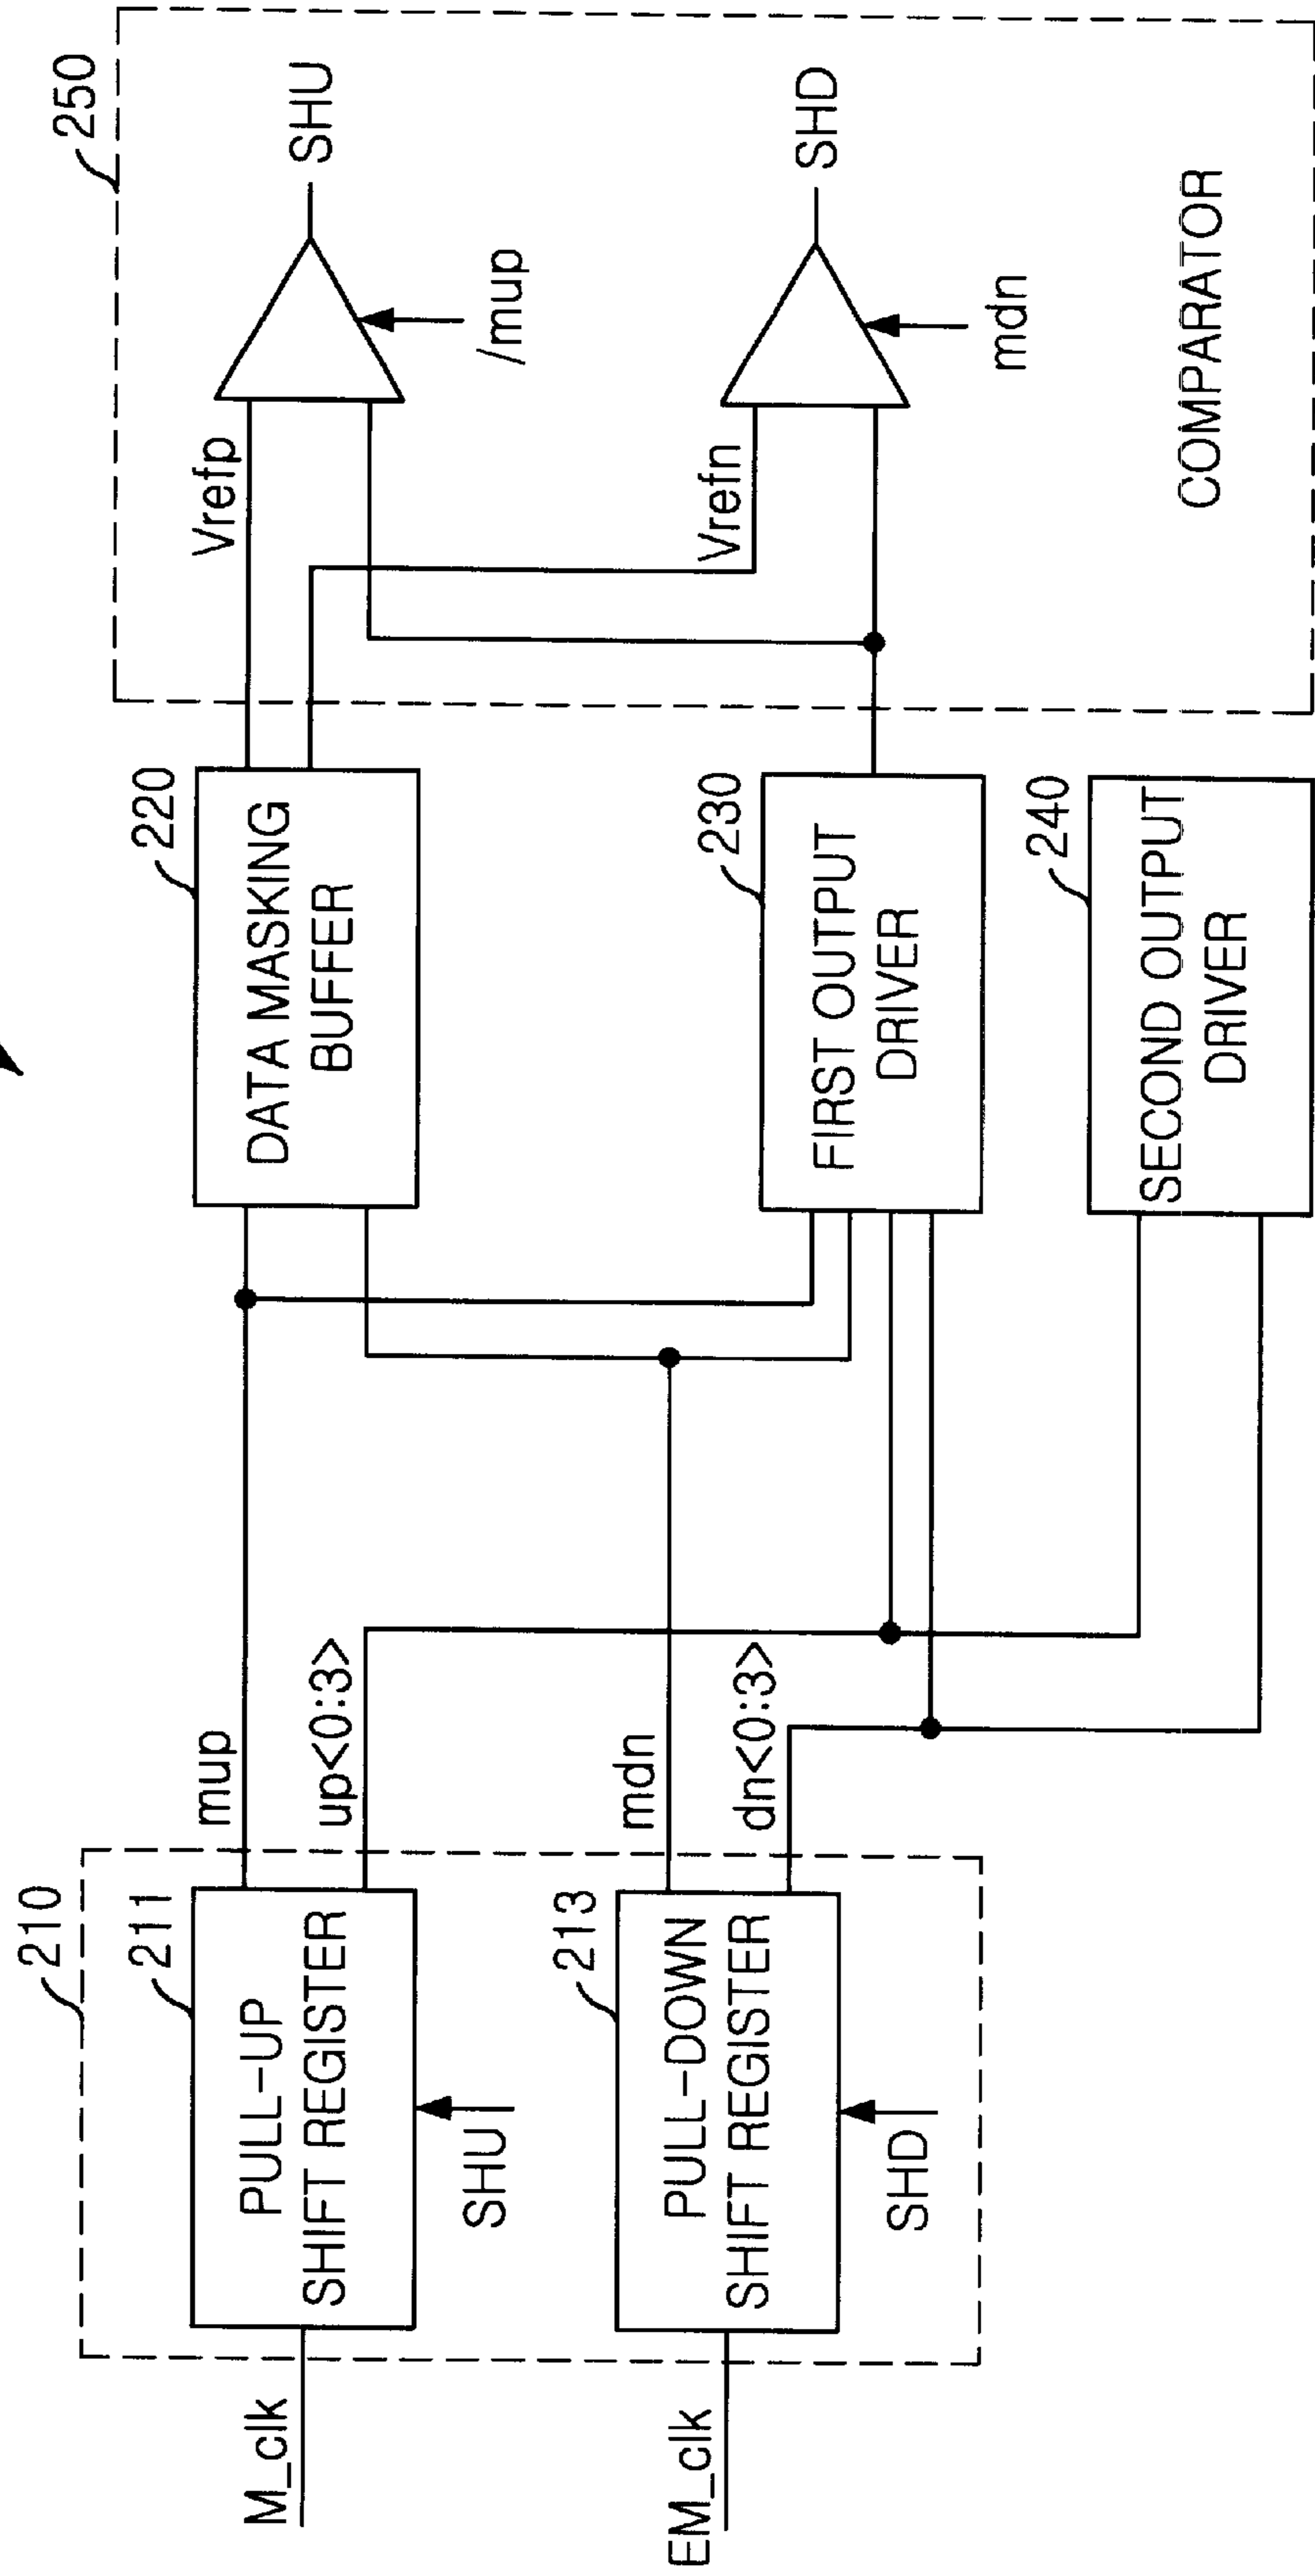 210
211
M_clk
PULL-UP
SHIFT REGISTER
SHU
mup
up<0:3>
213
EM_clk
PULL-DOWN
SHIFT REGISTER
SHD
mdn
dn<0:3>
220
DATA MASKING
BUFFER
230
FIRST OUTPUT
DRIVER
240
SECOND OUTPUT
DRIVER
250
Vrefp
SHU
/mup
Vrefn
SHD
mdn
COMPARATOR